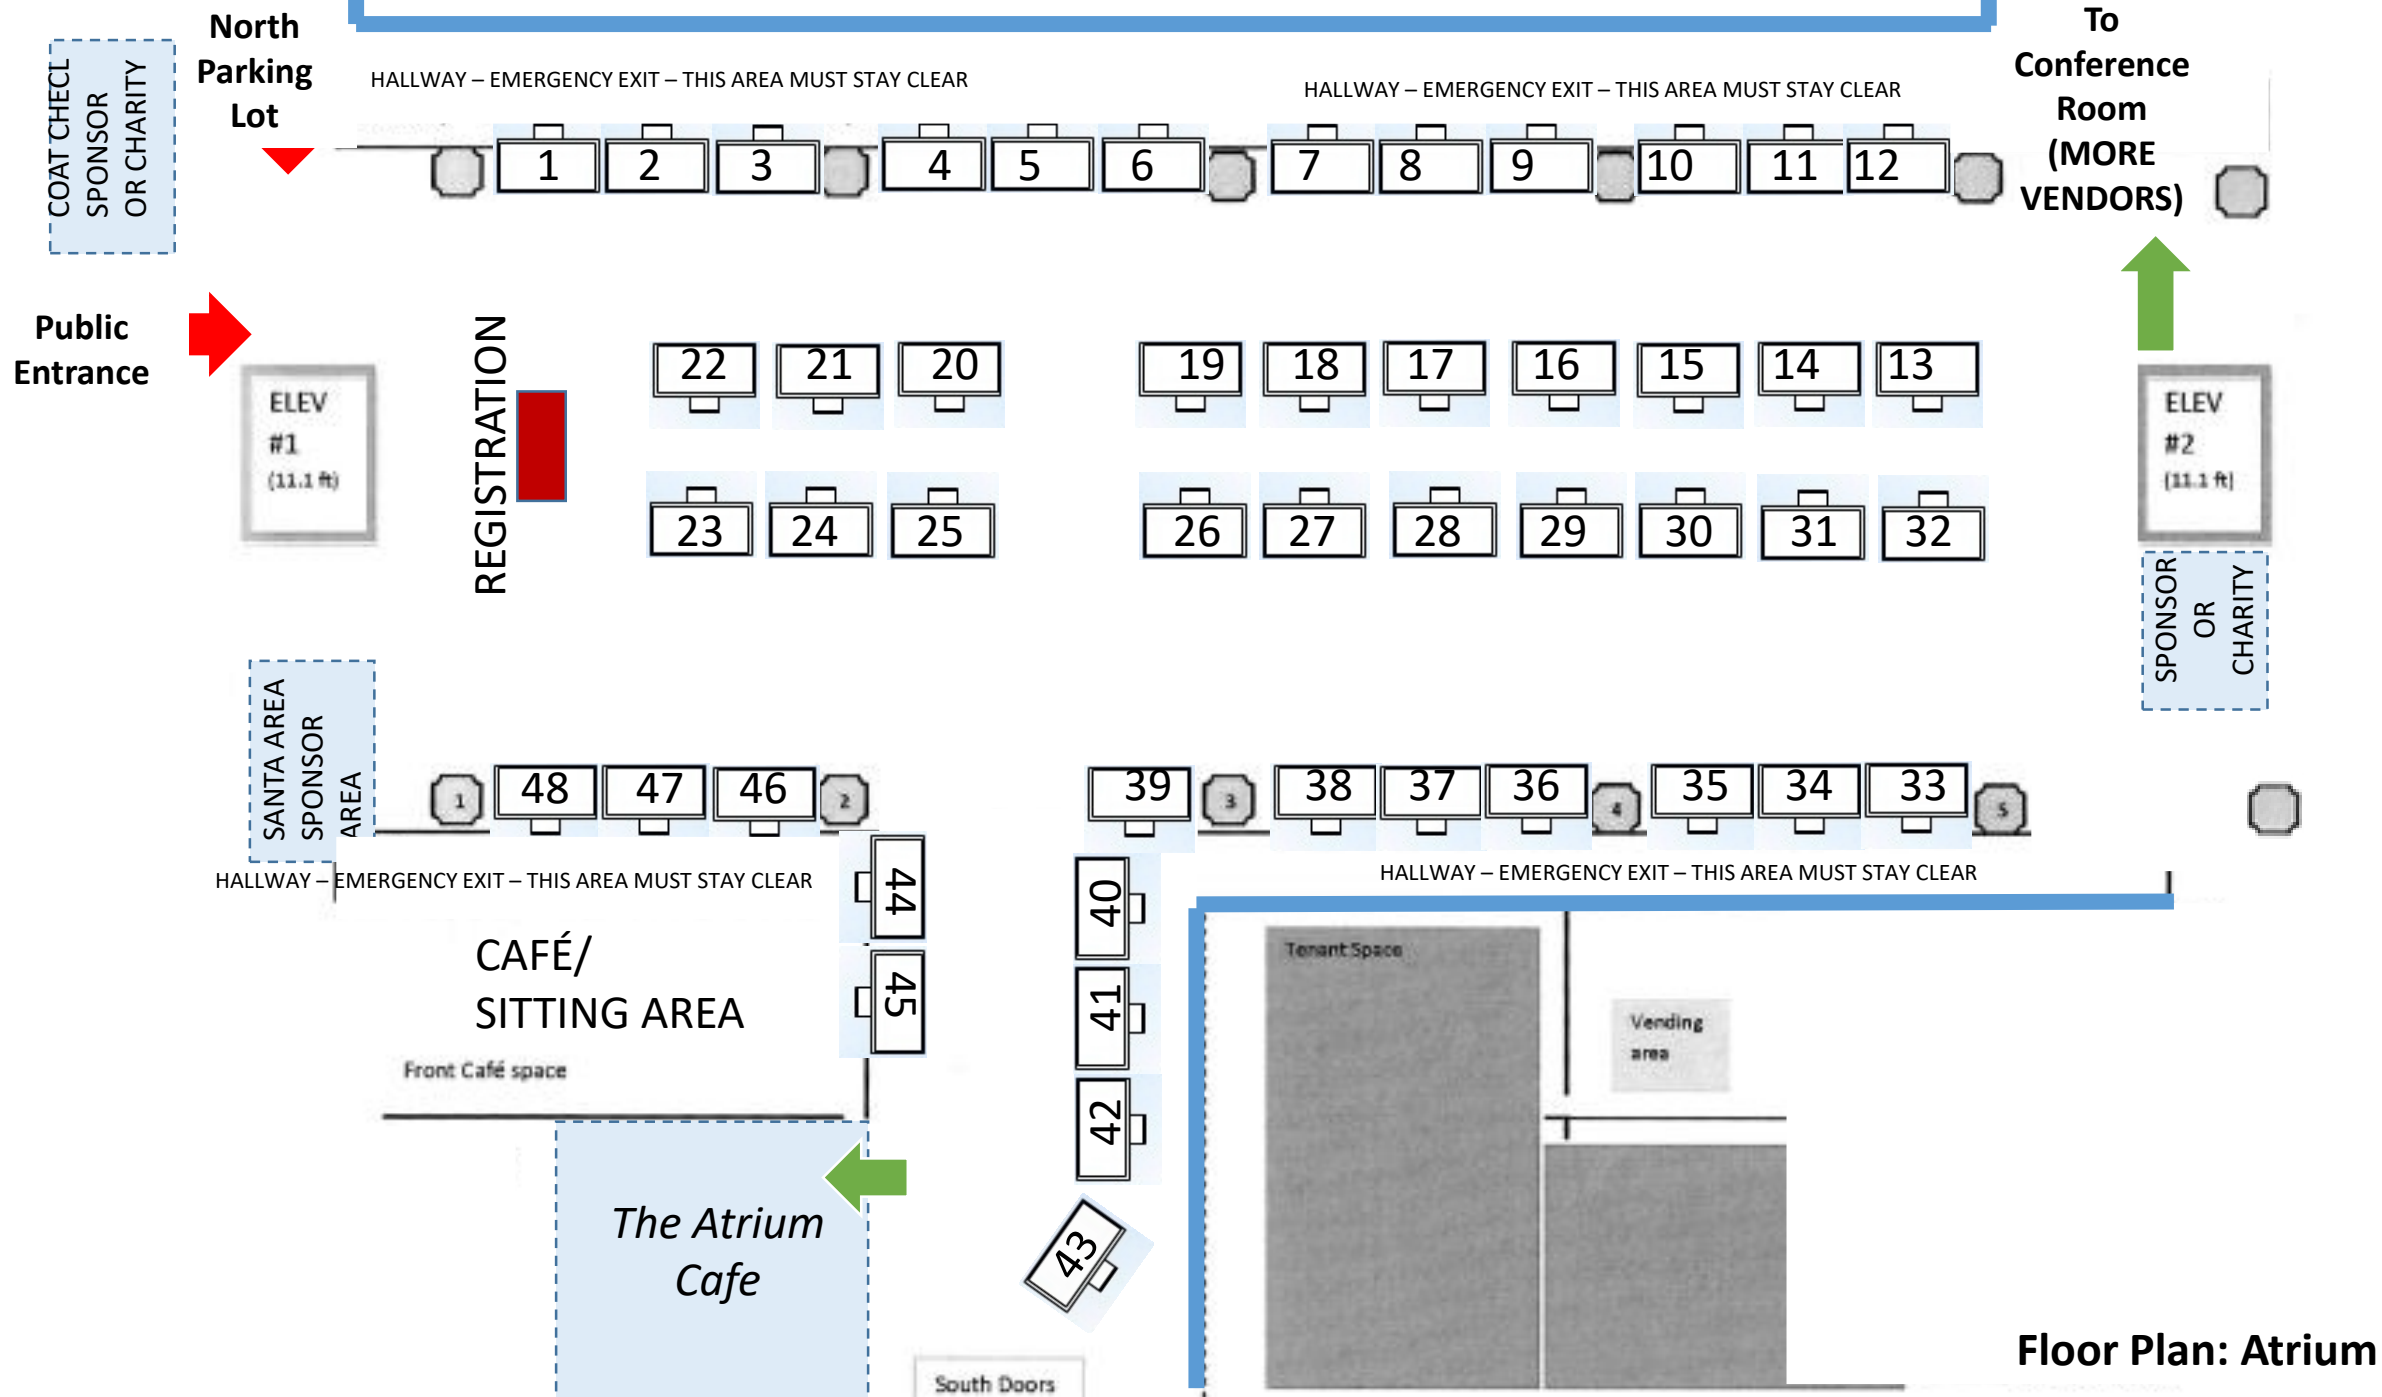 North
Parking
Lot
To
Conference
Room
(MORE
VENDORS)
COAT CHECL
SPONSOR
OR CHARITY
HALLWAY – EMERGENCY EXIT – THIS AREA MUST STAY CLEAR
HALLWAY – EMERGENCY EXIT – THIS AREA MUST STAY CLEAR
1 2 3 4 5 6 7 8 9 10 11 12
Public
Entrance
ELEV
#1
(11.1 ft)
REGISTRATION
22 21 20 19 18 17 16 15 14 13
23 24 25 26 27 28 29 30 31 32
ELEV
#2
(11.1 ft)
SPONSOR
OR
CHARITY
SANTA AREA
SPONSOR
AREA
1 48 47 46 2 39 3 38 37 36 4 35 34 33 5
HALLWAY – EMERGENCY EXIT – THIS AREA MUST STAY CLEAR
HALLWAY – EMERGENCY EXIT – THIS AREA MUST STAY CLEAR
44
45
40
41
42
43
CAFÉ/
SITTING AREA
Front Café space
Tenant Space
Vending
area
The Atrium
Cafe
South Doors
Floor Plan: Atrium